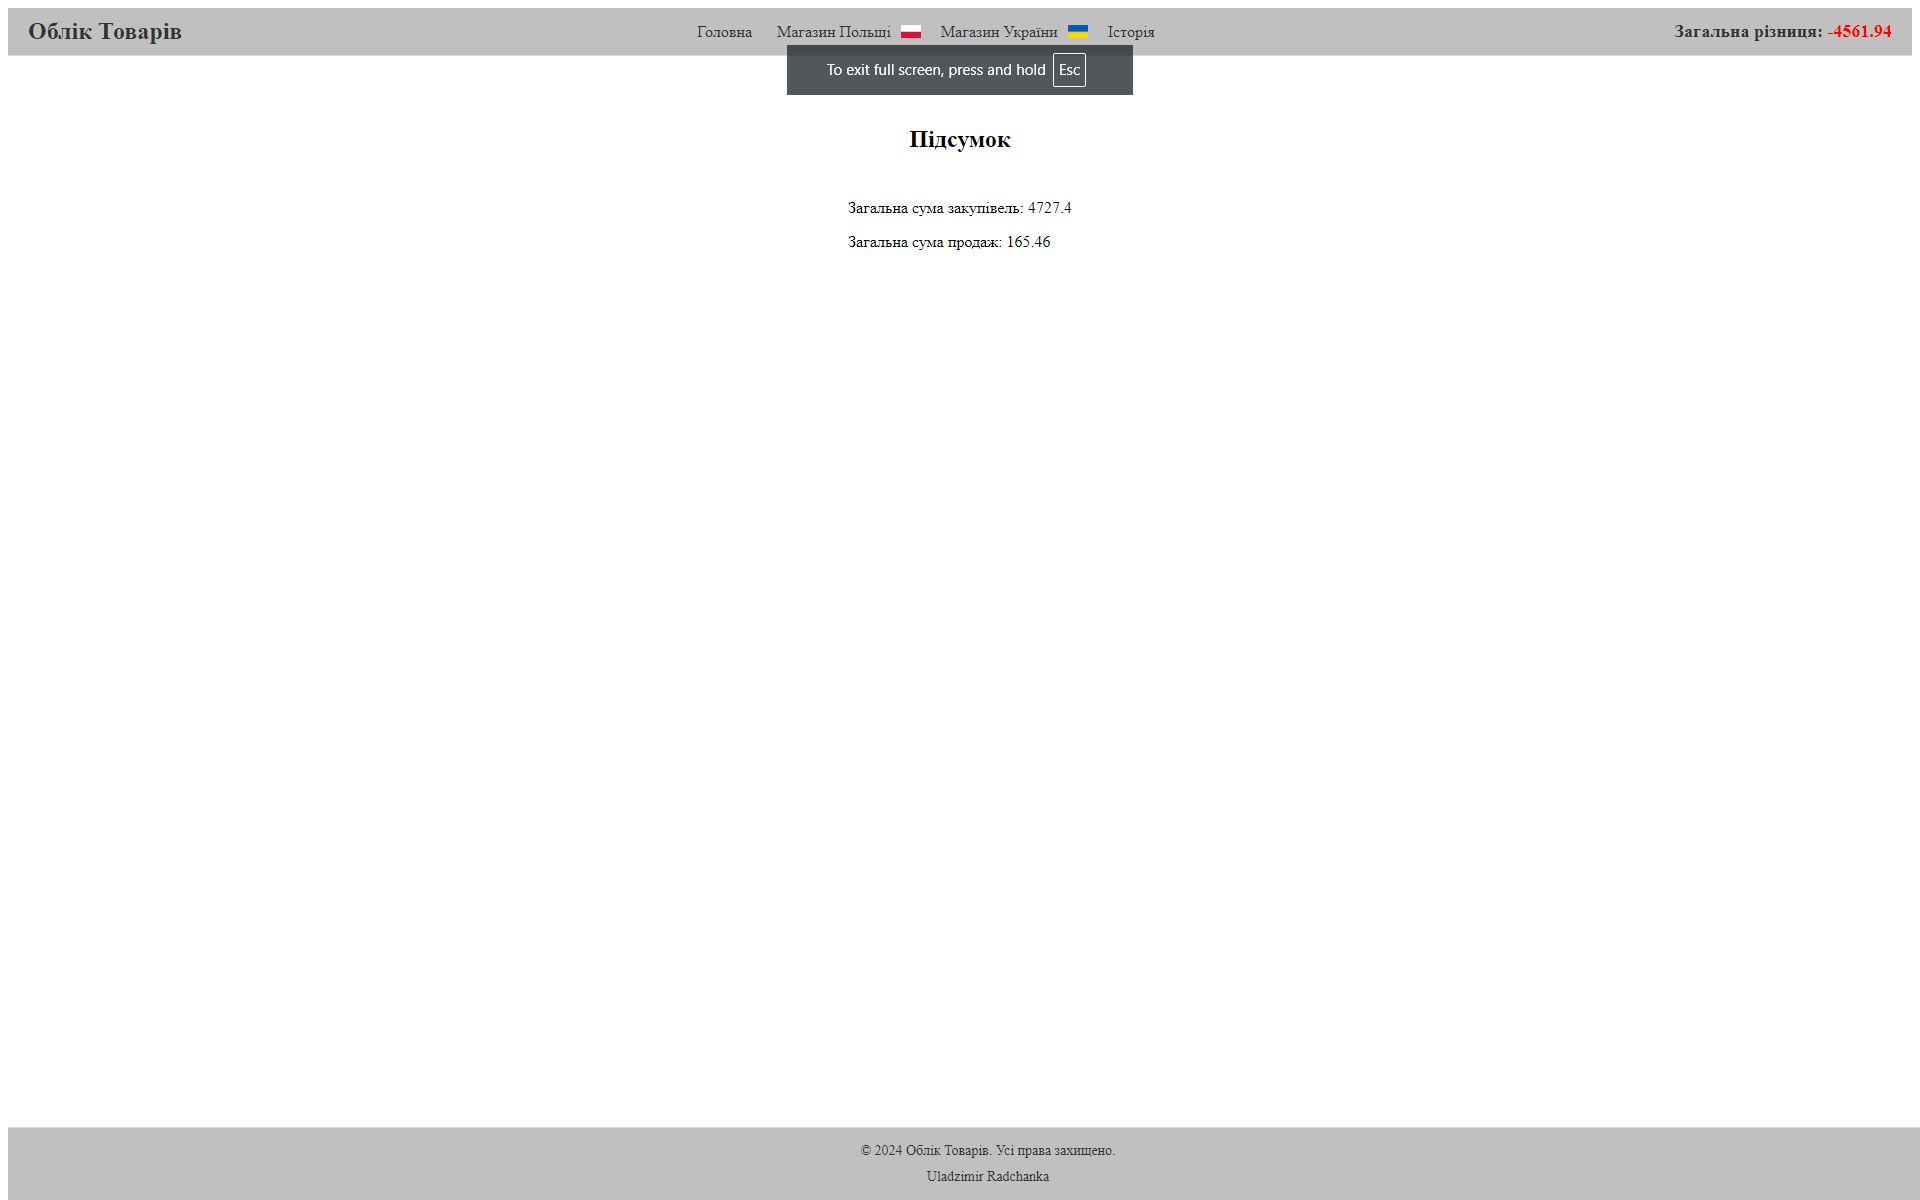 Облік Товарів
Головна Магазин Польщі Магазин України Історія
Загальна різниця: -4561.94
To exit full screen, press and hold Esc
Підсумок
Загальна сума закупівель: 4727.4
Загальна сума продаж: 165.46
© 2024 Облік Товарів. Усі права захищено.
Uladzimir Radchanka